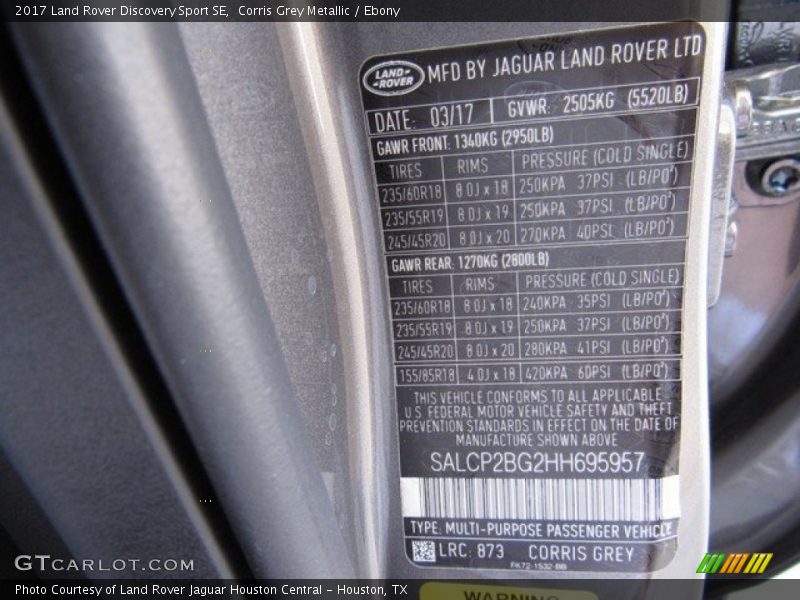 2017 Land Rover Discovery Sport SE, Corris Grey Metallic / Ebony
LAND-
-ROVER
MFD BY JAGUAR LAND ROVER LTD
DATE: 03/17 GVWR: 2505KG (5520LB)
GAWR FRONT: 1340KG (2950LB)
TIRES RIMS PRESSURE (COLD SINGLE)
235/60R18 8.0J x 18 250KPA 37PSI (LB/PO²)
235/55R19 8.0J x 19 250KPA 37PSI (LB/PO²)
245/45R20 8.0J x 20 270KPA 40PSI (LB/PO²)
GAWR REAR: 1270KG (2800LB)
TIRES RIMS PRESSURE (COLD SINGLE)
235/60R18 8.0J x 18 240KPA 35PSI (LB/PO²)
235/55R19 8.0J x 19 250KPA 37PSI (LB/PO²)
245/45R20 8.0J x 20 280KPA 41PSI (LB/PO²)
155/85R18 4.0J x 18 420KPA 60PSI (LB/PO²)
THIS VEHICLE CONFORMS TO ALL APPLICABLE
U.S. FEDERAL MOTOR VEHICLE SAFETY AND THEFT
PREVENTION STANDARDS IN EFFECT ON THE DATE OF
MANUFACTURE SHOWN ABOVE
SALCP2BG2HH695957
TYPE: MULTI-PURPOSE PASSENGER VEHICLE
LRC: 873 CORRIS GREY
FK72-1532-BB
WARNING
GTCARLOT.COM
Photo Courtesy of Land Rover Jaguar Houston Central - Houston, TX